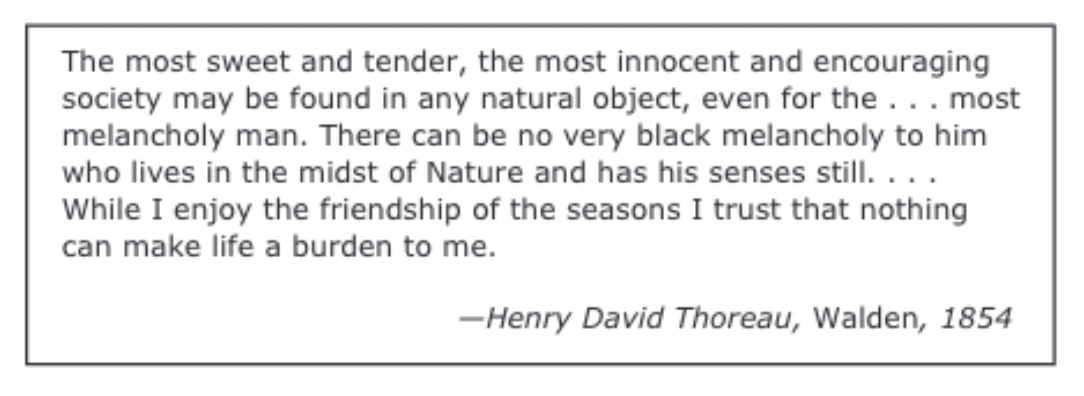 The most sweet and tender, the most innocent and encouraging
society may be found in any natural object, even for the . . . most
melancholy man. There can be no very black melancholy to him
who lives in the midst of Nature and has his senses still. . . .
While I enjoy the friendship of the seasons I trust that nothing
can make life a burden to me.
—Henry David Thoreau, Walden, 1854